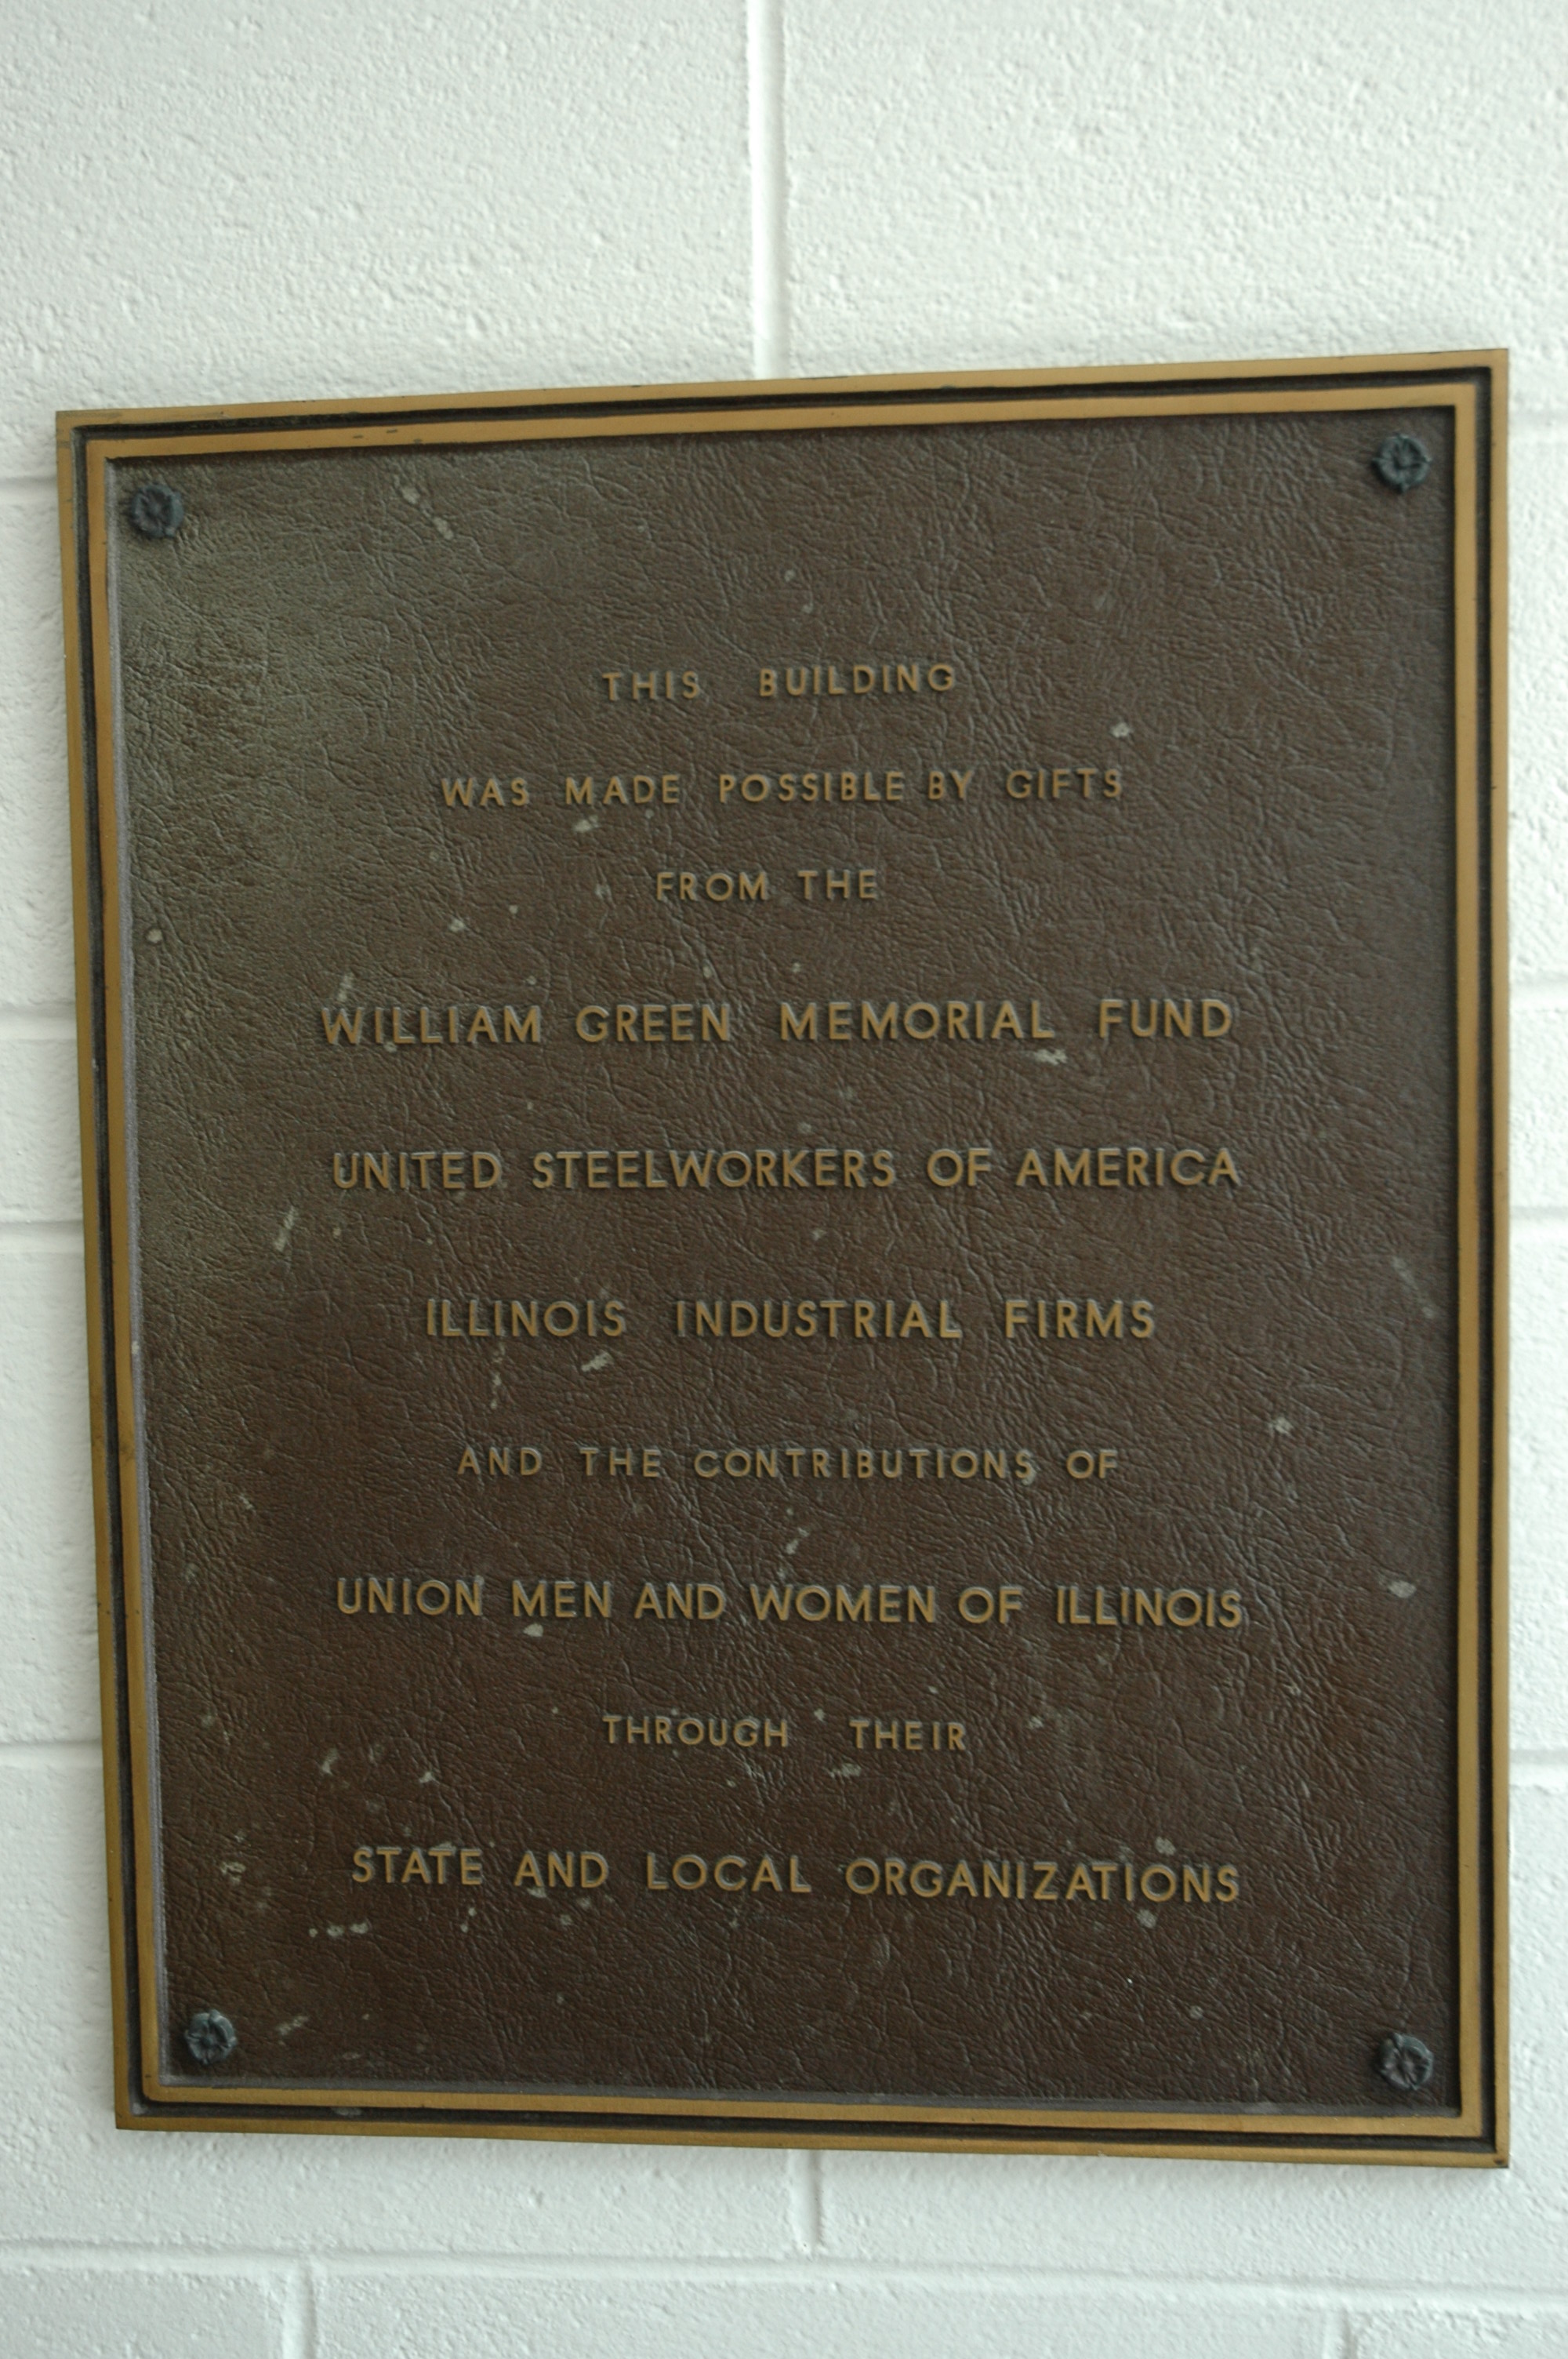 THIS BUILDING
WAS MADE POSSIBLE BY GIFTS
FROM THE
WILLIAM GREEN MEMORIAL FUND
UNITED STEELWORKERS OF AMERICA
ILLINOIS INDUSTRIAL FIRMS
AND THE CONTRIBUTIONS OF
UNION MEN AND WOMEN OF ILLINOIS
THROUGH THEIR
STATE AND LOCAL ORGANIZATIONS